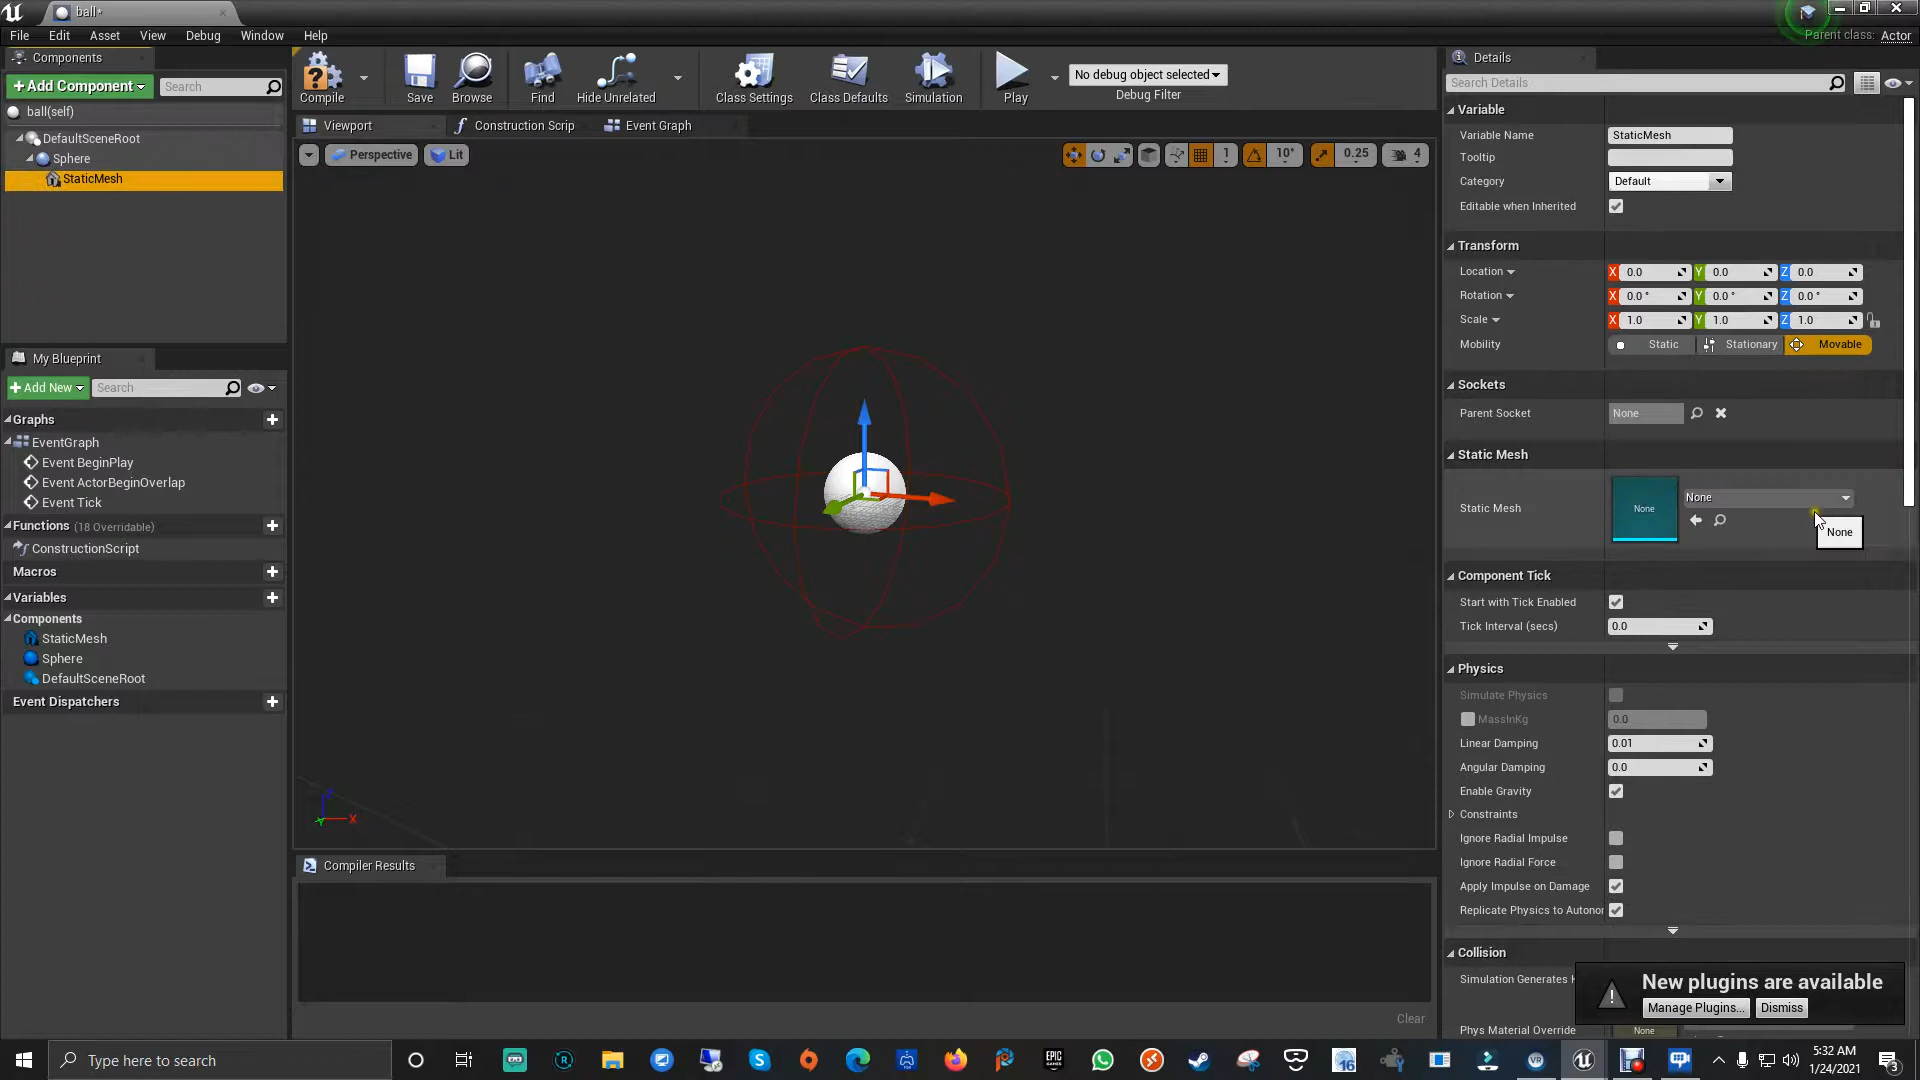 ball*
File Edit Asset View Debug Window Help
Parent class: Actor
Components
+Add Component Search
ball(self)
DefaultSceneRoot
Sphere
StaticMesh
My Blueprint
+Add New Search
Graphs
EventGraph
Event BeginPlay
Event ActorBeginOverlap
Event Tick
Functions (18 Overridable)
ConstructionScript
Macros
Variables
Components
StaticMesh
Sphere
DefaultSceneRoot
Event Dispatchers
Compile Save Browse Find Hide Unrelated Class Settings Class Defaults Simulation Play
No debug object selected
Debug Filter
Viewport Construction Scrip Event Graph
Perspective Lit 1 10° 0.25 4
Z
X
Compiler Results
Clear
Details
Search Details
Variable
Variable Name StaticMesh
Tooltip
Category Default
Editable when Inherited
Transform
Location X 0.0 Y 0.0 Z 0.0
Rotation X 0.0 ° Y 0.0 ° Z 0.0 °
Scale X 1.0 Y 1.0 Z 1.0
Mobility Static Stationary Movable
Sockets
Parent Socket None
Static Mesh
Static Mesh None None
None
Component Tick
Start with Tick Enabled
Tick Interval (secs) 0.0
Physics
Simulate Physics
MassInKg 0.0
Linear Damping 0.01
Angular Damping 0.0
Enable Gravity
Constraints
Ignore Radial Impulse
Ignore Radial Force
Apply Impulse on Damage
Replicate Physics to Autonor
Collision
Simulation Generates
Phys Material Override None
New plugins are available
Manage Plugins... Dismiss
Type here to search
EPIC GAMES
16
VR
5:32 AM
1/24/2021
3